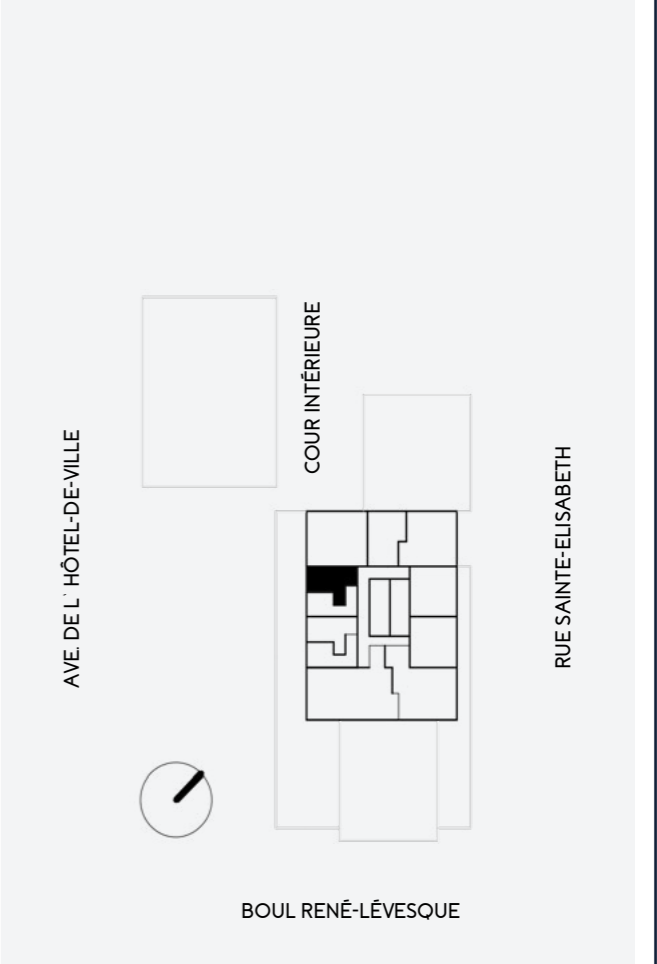 COUR INTÉRIEURE
AVE. DE L` HÔTEL-DE-VILLE
RUE SAINTE-ELISABETH
BOUL RENÉ-LÉVESQUE